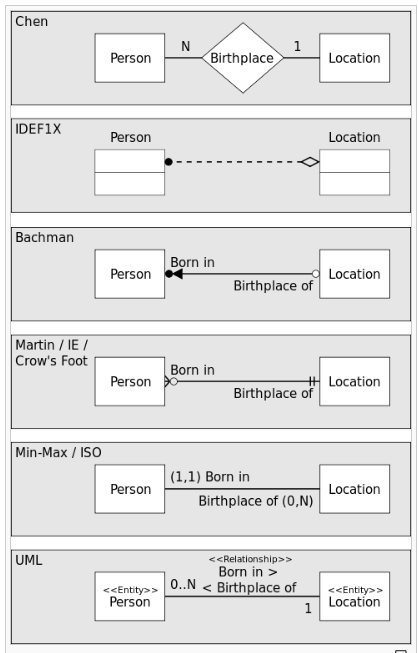 Chen
Person
N
Birthplace
1
Location
IDEF1X
Person
Location
Bachman
Person
Born in
Birthplace of
Location
Martin / IE /
Crow's Foot
Person
Born in
Birthplace of
Location
Min-Max / ISO
Person
(1,1) Born in
Birthplace of (0,N)
Location
UML
<<Entity>>
Person
0..N
<<Relationship>>
Born in >
< Birthplace of
1
<<Entity>>
Location